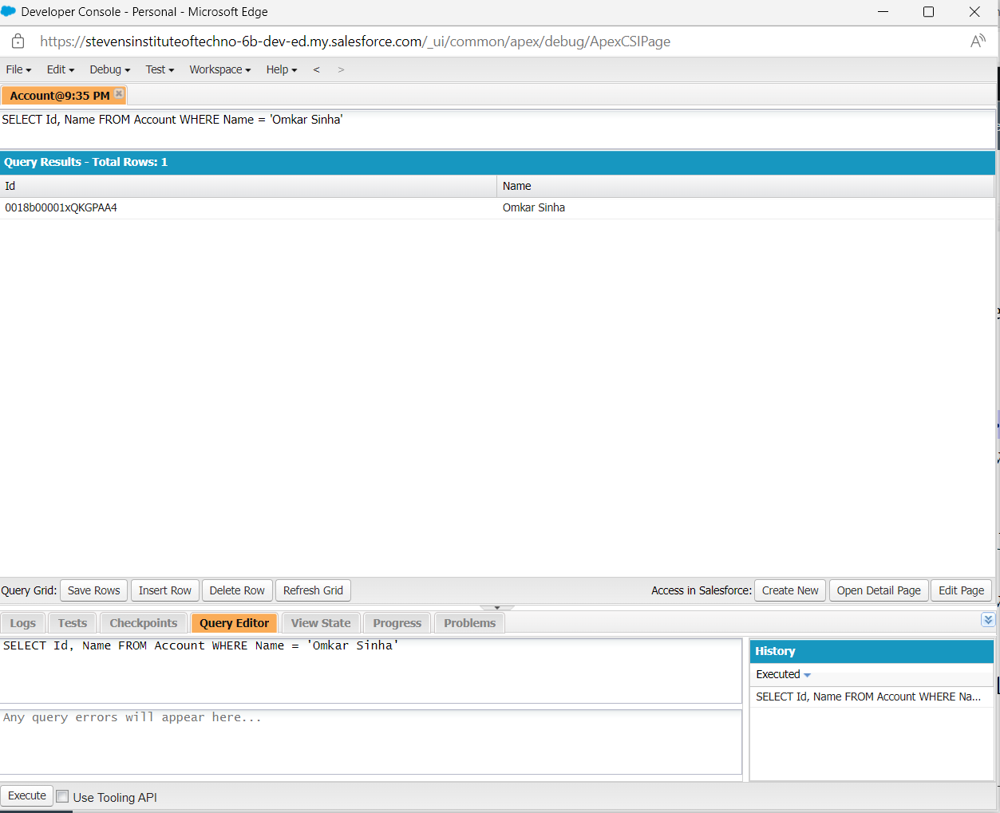 Developer Console - Personal - Microsoft Edge
https://stevensinstituteoftechno-6b-dev-ed.my.salesforce.com/_ui/common/apex/debug/ApexCSIPage
File Edit Debug Test Workspace Help < >
Account@9:35 PM
SELECT Id, Name FROM Account WHERE Name = 'Omkar Sinha'
Query Results - Total Rows: 1
Id Name
0018b00001xQKGPAA4 Omkar Sinha
Query Grid: Save Rows Insert Row Delete Row Refresh Grid Access in Salesforce: Create New Open Detail Page Edit Page
Logs Tests Checkpoints Query Editor View State Progress Problems
SELECT Id, Name FROM Account WHERE Name = 'Omkar Sinha'
Any query errors will appear here...
History
Executed
SELECT Id, Name FROM Account WHERE Na...
Execute Use Tooling API